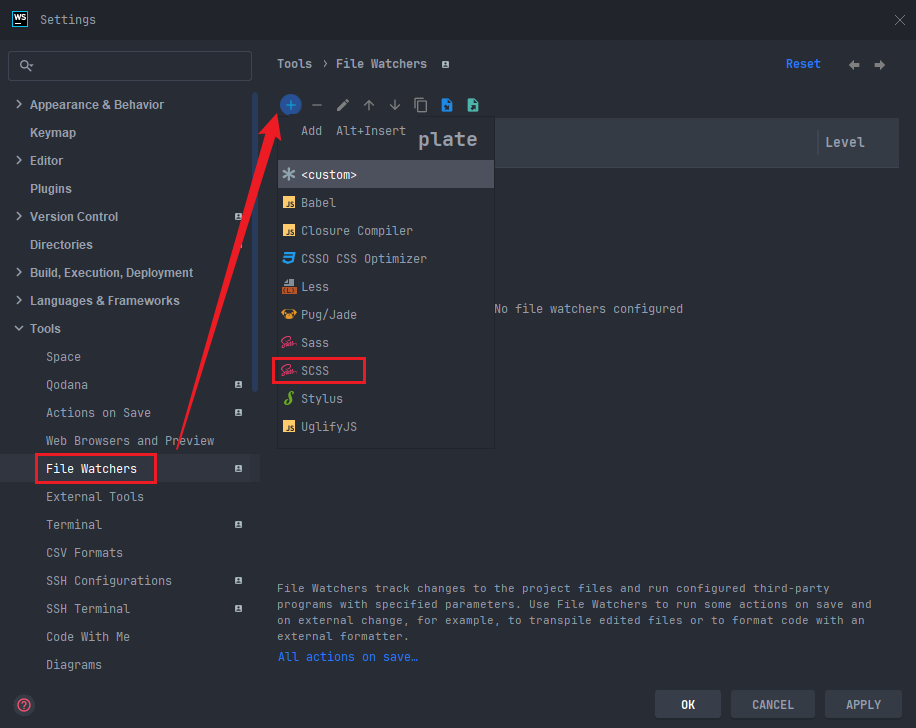 WS Settings
Tools › File Watchers
Reset
Appearance & Behavior
Keymap
Editor
Plugins
Version Control
Directories
Build, Execution, Deployment
Languages & Frameworks
Tools
Space
Qodana
Actions on Save
Web Browsers and Preview
File Watchers
External Tools
Terminal
CSV Formats
SSH Configurations
SSH Terminal
Code With Me
Diagrams
Add Alt+Insert
plate
Level
<custom>
JS Babel
JS Closure Compiler
CSSO CSS Optimizer
Less
Pug/Jade
Sass Sass
Sass SCSS
Stylus
JS UglifyJS
No file watchers configured
File Watchers track changes to the project files and run configured third-party
programs with specified parameters. Use File Watchers to run some actions on save and
on external change, for example, to transpile edited files or to format code with an
external formatter.
All actions on save…
?
OK
CANCEL
APPLY